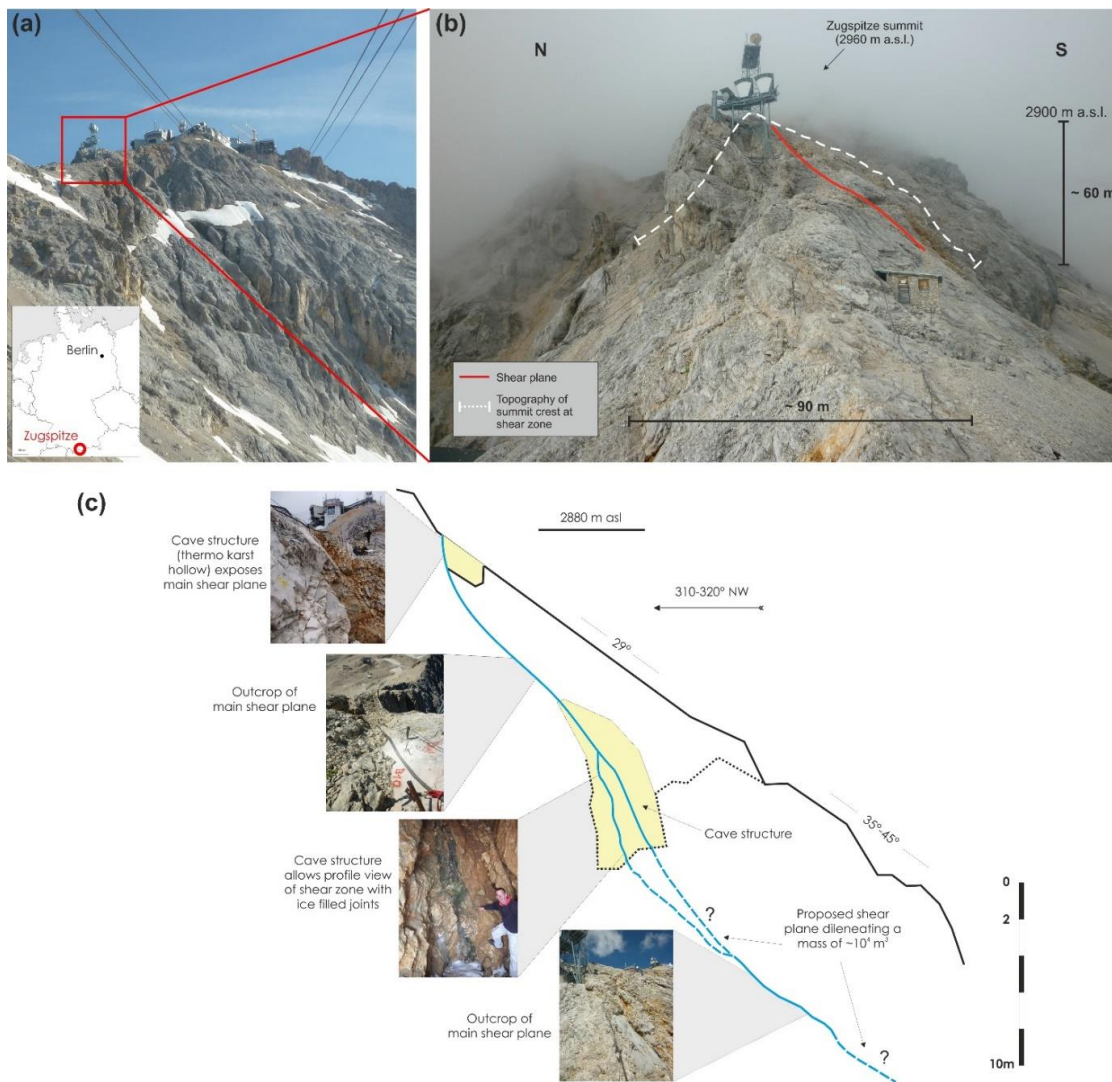 (a)
Berlin
Zugspitze
(b)
N
Zugspitze summit
(2960 m a.s.l.)
S
2900 m a.s.l.
~ 60 m
Shear plane
Topography of
summit crest at
shear zone
~ 90 m
(c)
Cave structure
(thermo karst
hollow) exposes
main shear plane
2880 m asl
310-320° NW
29°
Outcrop of
main shear plane
Cave structure
35°-45°
Cave structure
allows profile view
of shear zone with
ice filled joints
?
Proposed shear
plane dileneating a
mass of ~10⁴ m³
0
2
10m
Outcrop of
main shear plane
?